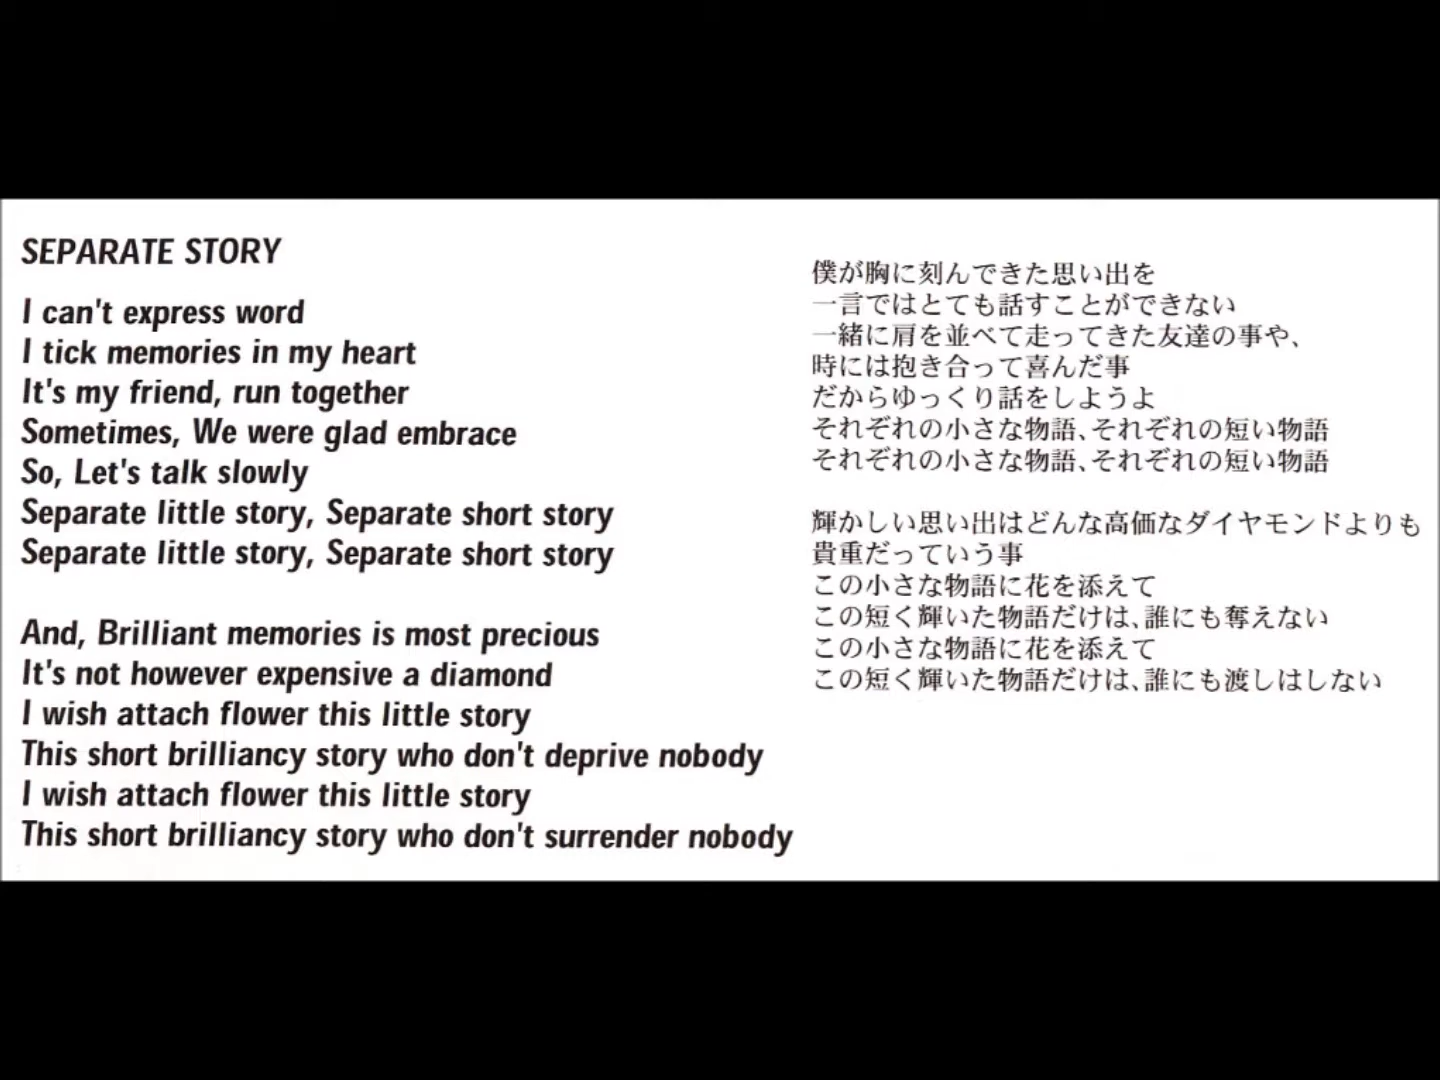 SEPARATE STORY
I can't express word
I tick memories in my heart
It's my friend, run together
Sometimes, We were glad embrace
So, Let's talk slowly
Separate little story, Separate short story
Separate little story, Separate short story
And, Brilliant memories is most precious
It's not however expensive a diamond
I wish attach flower this little story
This short brilliancy story who don't deprive nobody
I wish attach flower this little story
This short brilliancy story who don't surrender nobody
僕が胸に刻んできた思い出を
一言ではとても話すことができない
一緒に肩を並べて走ってきた友達の事や、
時には抱き合って喜んだ事
だからゆっくり話をしようよ
それぞれの小さな物語、それぞれの短い物語
それぞれの小さな物語、それぞれの短い物語
輝かしい思い出はどんな高価なダイヤモンドよりも
貴重だっていう事
この小さな物語に花を添えて
この短く輝いた物語だけは、誰にも奪えない
この小さな物語に花を添えて
この短く輝いた物語だけは、誰にも渡しはしない